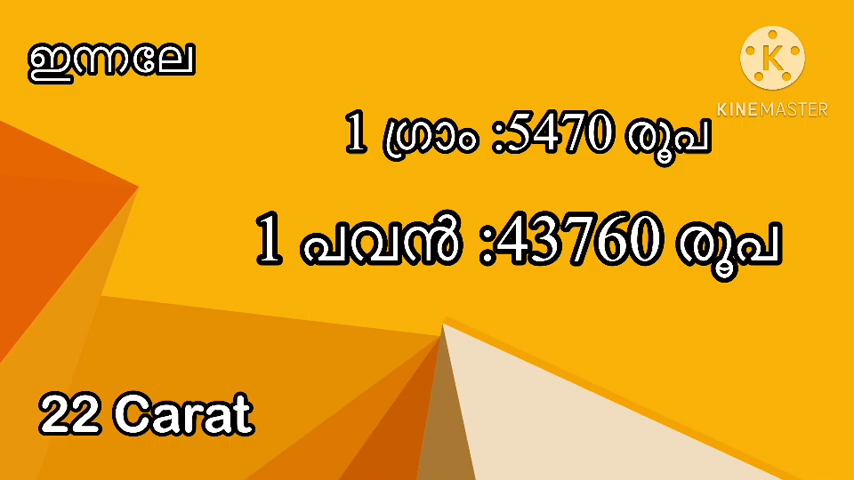 ഇന്നലേ
KINEMASTER
1 ഗ്രാം :5470 രൂപ
1 പവൻ :43760 രൂപ
22 Carat